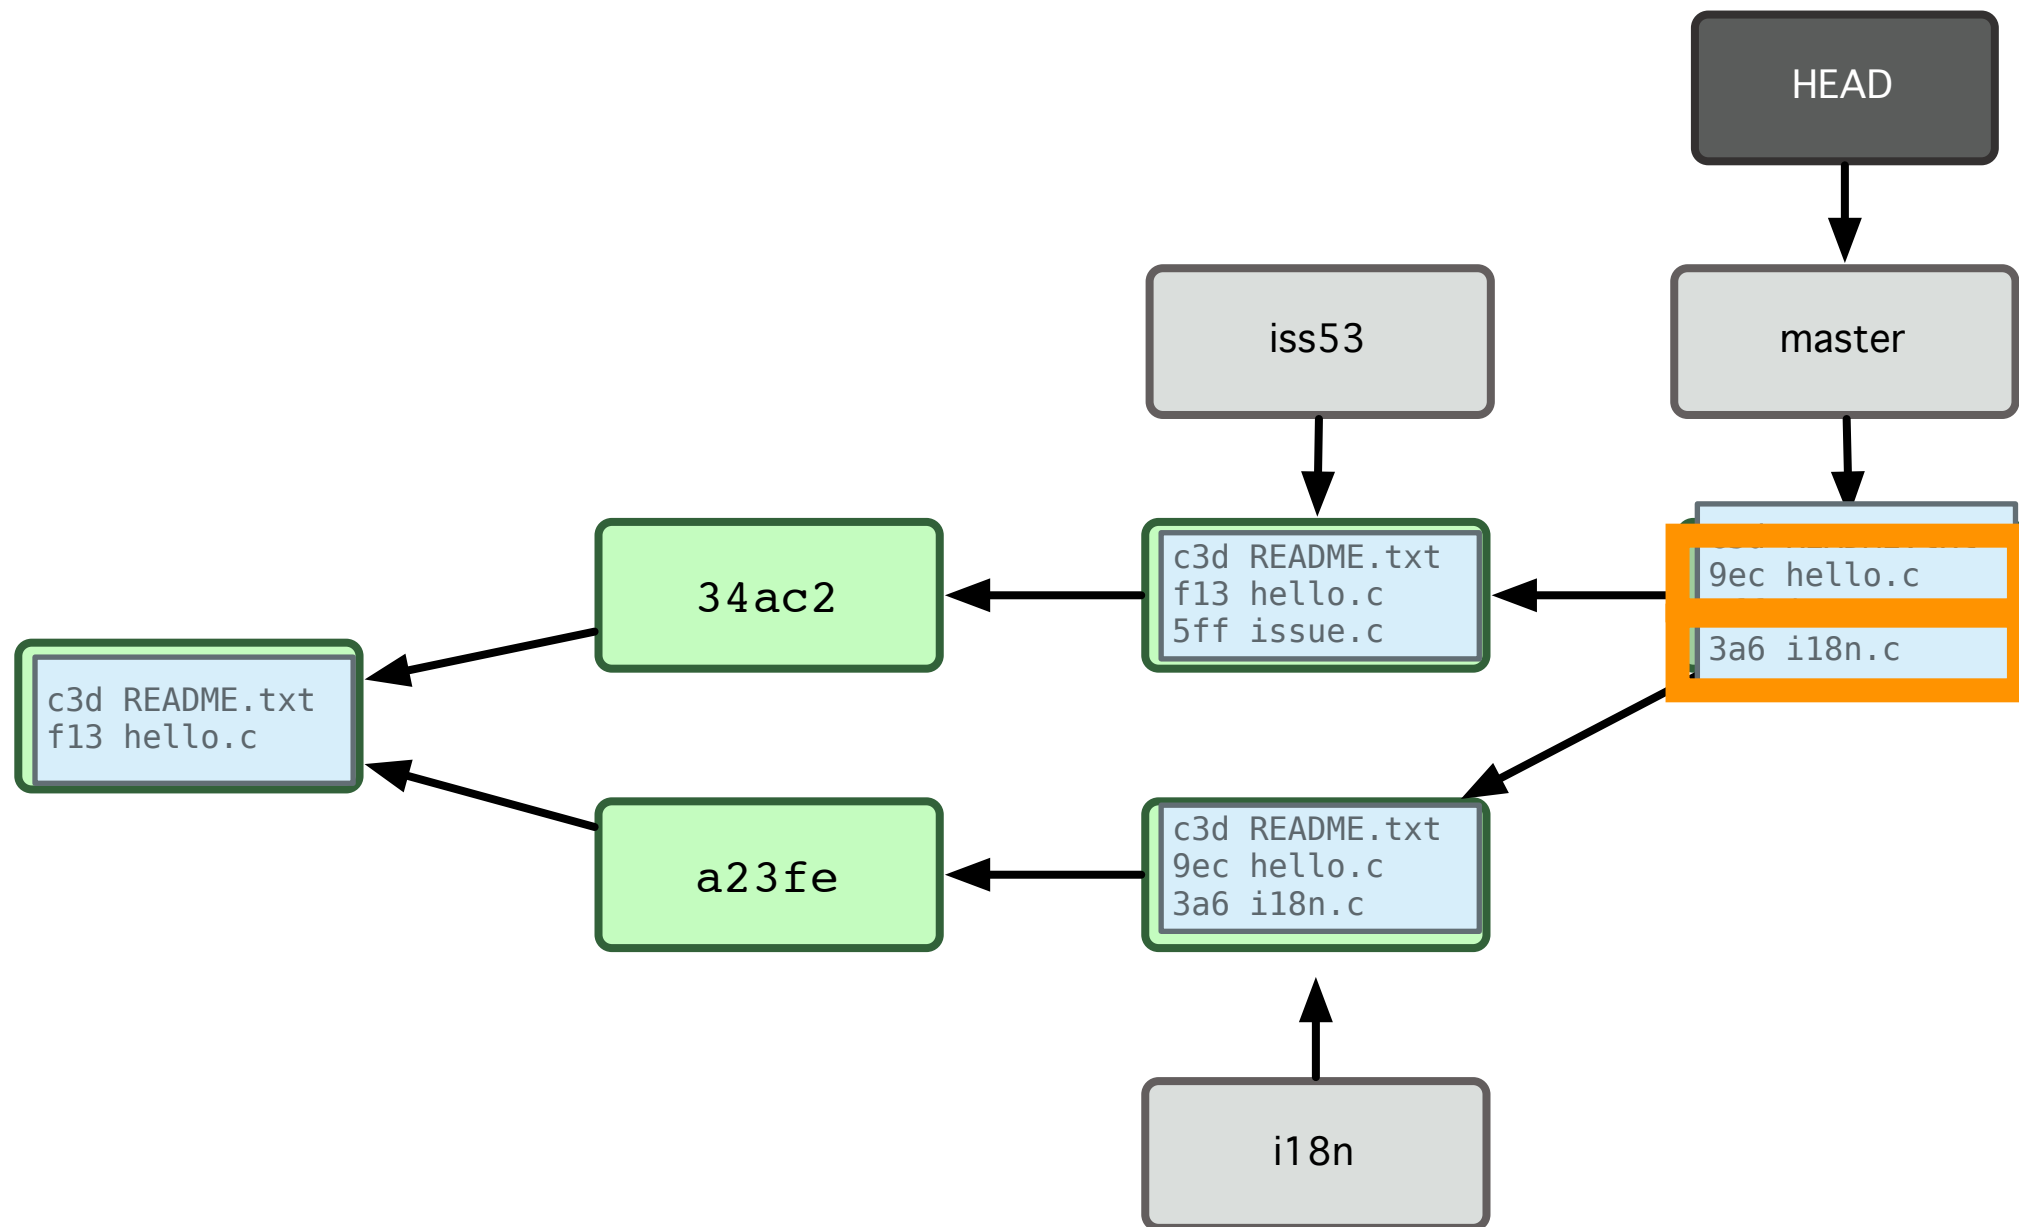 HEAD
iss53
master
34ac2
c3d README.txt
f13 hello.c
5ff issue.c
9ec hello.c
3a6 i18n.c
c3d README.txt
f13 hello.c
a23fe
c3d README.txt
9ec hello.c
3a6 i18n.c
i18n